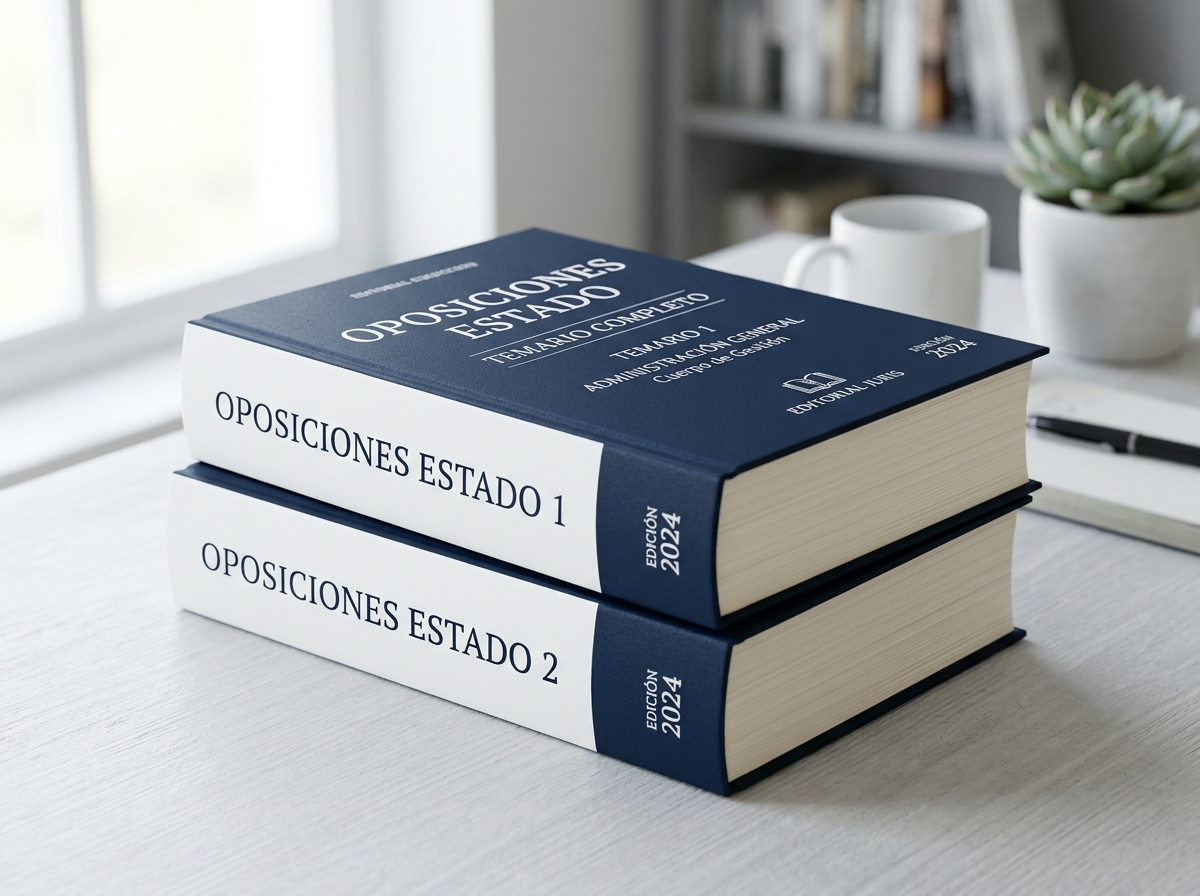 OPOSICIONES
ESTADO
TEMARIO COMPLETO
TEMARIO 1
ADMINISTRACIÓN GENERAL
Cuerpo de Gestión
EDITORIAL JURIS
EDICIÓN
2024
OPOSICIONES ESTADO 1
EDICIÓN
2024
OPOSICIONES ESTADO 2
EDICIÓN
2024